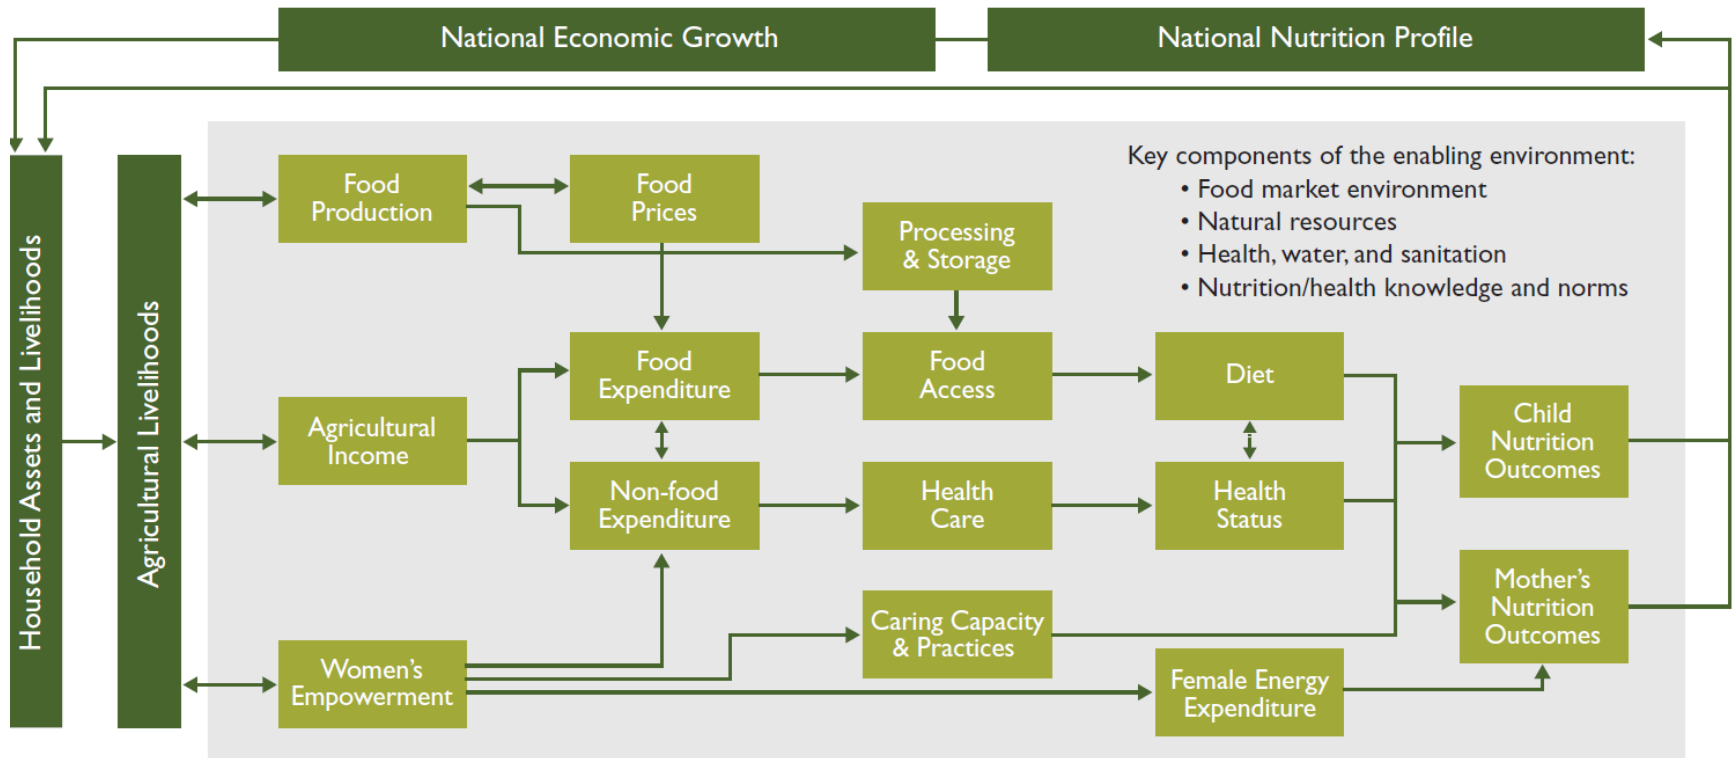 National Economic Growth
National Nutrition Profile
Household Assets and Livelihoods
Agricultural Livelihoods
Key components of the enabling environment:
• Food market environment
• Natural resources
• Health, water, and sanitation
• Nutrition/health knowledge and norms
Food
Production
Food
Prices
Processing
& Storage
Food
Expenditure
Food
Access
Diet
Agricultural
Income
Child
Nutrition
Outcomes
Non-food
Expenditure
Health
Care
Health
Status
Mother's
Nutrition
Outcomes
Caring Capacity
& Practices
Women's
Empowerment
Female Energy
Expenditure